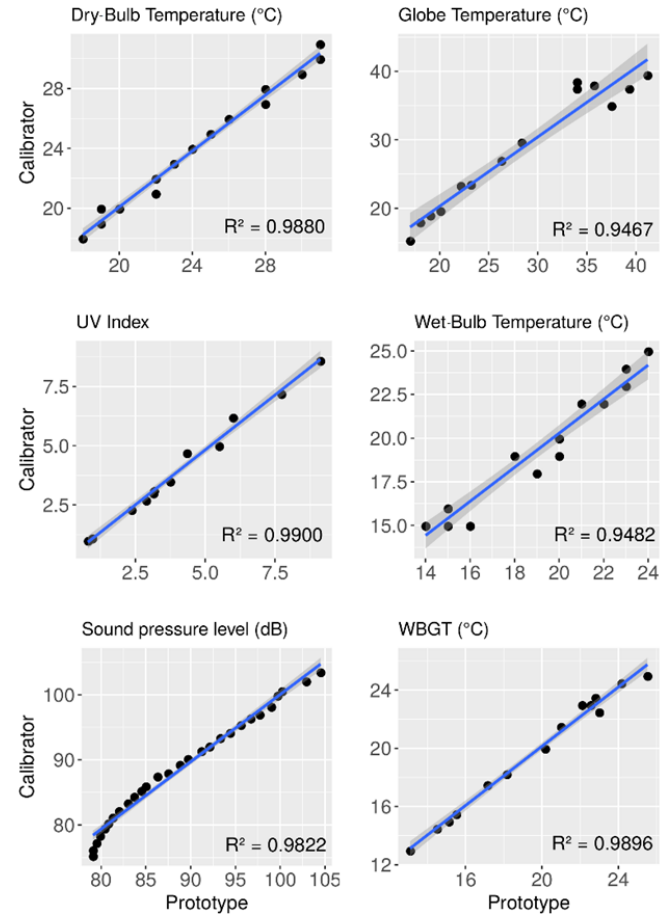 Dry-Bulb Temperature (°C)
Calibrator
28
24
20
R² = 0.9880
20 24 28
Globe Temperature (°C)
40
30
20
R² = 0.9467
20 25 30 35 40
UV Index
Calibrator
7.5
5.0
2.5
R² = 0.9900
2.5 5.0 7.5
Wet-Bulb Temperature (°C)
25.0
22.5
20.0
17.5
15.0
R² = 0.9482
14 16 18 20 22 24
Sound pressure level (dB)
Calibrator
100
90
80
R² = 0.9822
80 85 90 95 100 105
Prototype
WBGT (°C)
24
20
16
12
R² = 0.9896
16 20 24
Prototype